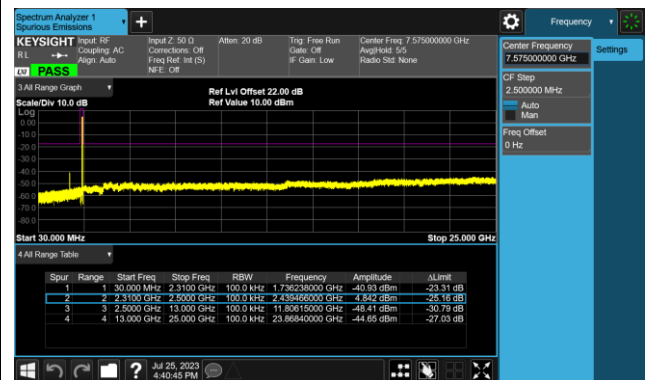 Spectrum Analyzer 1
Spurious Emissions
Frequency
KEYSIGHT
R L
LXI
PASS
Input: RF
Coupling: AC
Align: Auto
Input Z: 50 Ω
Corrections: Off
Freq Ref: Int (S)
NFE: Off
Atten: 20 dB
Trig: Free Run
Gate: Off
IF Gain: Low
Center Freq: 7.575000000 GHz
Avg|Hold: 5/5
Radio Std: None
Center Frequency
7.575000000 GHz
Settings
CF Step
2.500000 MHz
Auto
Man
Freq Offset
0 Hz
3 All Range Graph
Scale/Div 10.0 dB
Ref Lvl Offset 22.00 dB
Ref Value 10.00 dBm
Log
0.00
-10.0
-20.0
-30.0
-40.0
-50.0
-60.0
-70.0
-80.0
Start 30.000 MHz
Stop 25.000 GHz
4 All Range Table
Spur Range Start Freq Stop Freq RBW Frequency Amplitude ΔLimit
1 1 30.000 MHz 2.3100 GHz 100.0 kHz 1.736238000 GHz -40.93 dBm -23.31 dB
2 2 2.3100 GHz 2.5000 GHz 100.0 kHz 2.439466000 GHz 4.842 dBm -25.16 dB
3 3 2.5000 GHz 13.000 GHz 100.0 kHz 11.80615000 GHz -48.41 dBm -30.79 dB
4 4 13.000 GHz 25.000 GHz 100.0 kHz 23.86840000 GHz -44.65 dBm -27.03 dB
?
Jul 25, 2023
4:40:45 PM